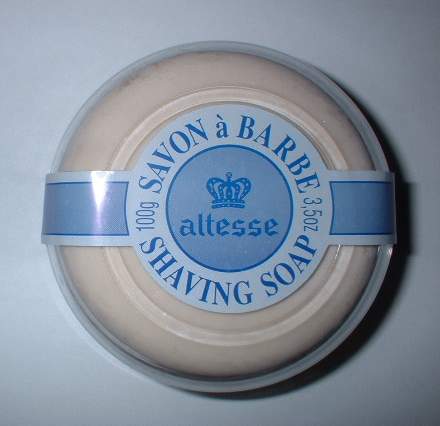 SAVON à BARBE
100g
altesse
3,5oz
SHAVING SOAP